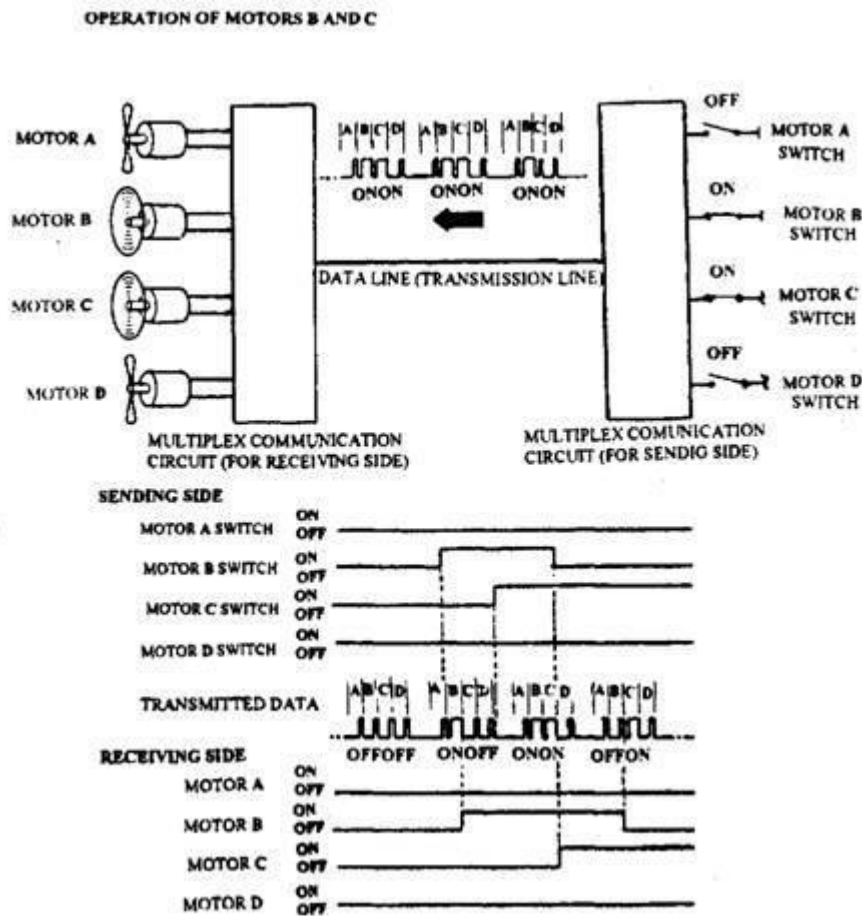 OPERATION OF MOTORS B AND C
A B C D A B C D A B C D
OFF
MOTOR A
MOTOR A
SWITCH
ONON ONON ONON
ON
MOTOR B
MOTOR B
SWITCH
DATA LINE (TRANSMISSION LINE)
ON
MOTOR C
MOTOR C
SWITCH
OFF
MOTOR D
MOTOR D
SWITCH
MULTIPLEX COMMUNICATION
CIRCUIT (FOR RECEIVING SIDE)
MULTIPLEX COMUNICATION
CIRCUIT (FOR SENDIG SIDE)
SENDING SIDE
MOTOR A SWITCH ON
OFF
MOTOR B SWITCH ON
OFF
MOTOR C SWITCH ON
OFF
MOTOR D SWITCH ON
OFF
A B C D A B C D A B C D A B C D
TRANSMITTED DATA
OFFOFF ONOFF ONON OFFON
RECEIVING SIDE
MOTOR A ON
OFF
MOTOR B ON
OFF
MOTOR C ON
OFF
MOTOR D ON
OFF